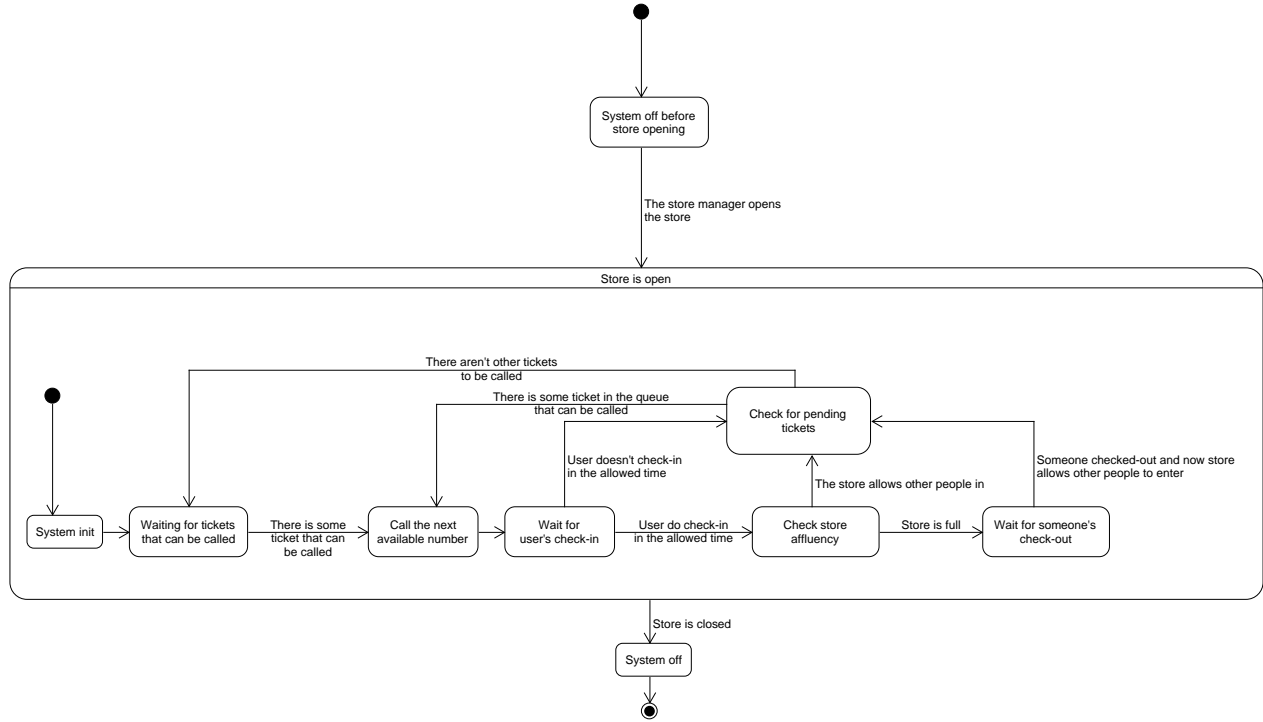 System off before
store opening
The store manager opens
the store
Store is open
There aren't other tickets
to be called
There is some ticket in the queue
that can be called
Check for pending
tickets
User doesn't check-in
in the allowed time
Someone checked-out and now store
allows other people to enter
The store allows other people in
System init
Waiting for tickets
that can be called
There is some
ticket that can
be called
Call the next
available number
Wait for
user's check-in
User do check-in
in the allowed time
Check store
affluency
Store is full
Wait for someone's
check-out
Store is closed
System off